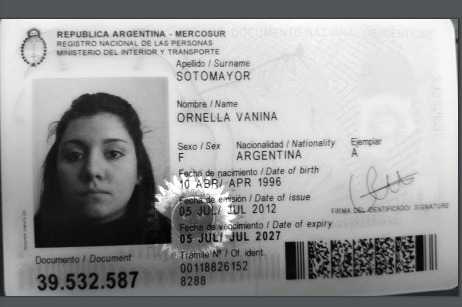 REPUBLICA ARGENTINA - MERCOSUR
REGISTRO NACIONAL DE LAS PERSONAS
MINISTERIO DEL INTERIOR Y TRANSPORTE
DOCUMENTO NACIONAL DE IDENTIDAD
Apellido / Surname
SOTOMAYOR
Nombre / Name
ORNELLA VANINA
Sexo / Sex Nacionalidad / Nationality Ejemplar
F ARGENTINA A
Fecha de nacimiento / Date of birth
10 ABR/ APR 1996
Fecha de emisión / Date of issue
05 JUL/ JUL 2012
FIRMA DEL IDENTIFICADO/ SIGNATURE
Fecha de vencimiento / Date of expiry
05 JUL/ JUL 2027
Documento / Document
39.532.587
Trámite N° / Of. ident.
00118826152
8288